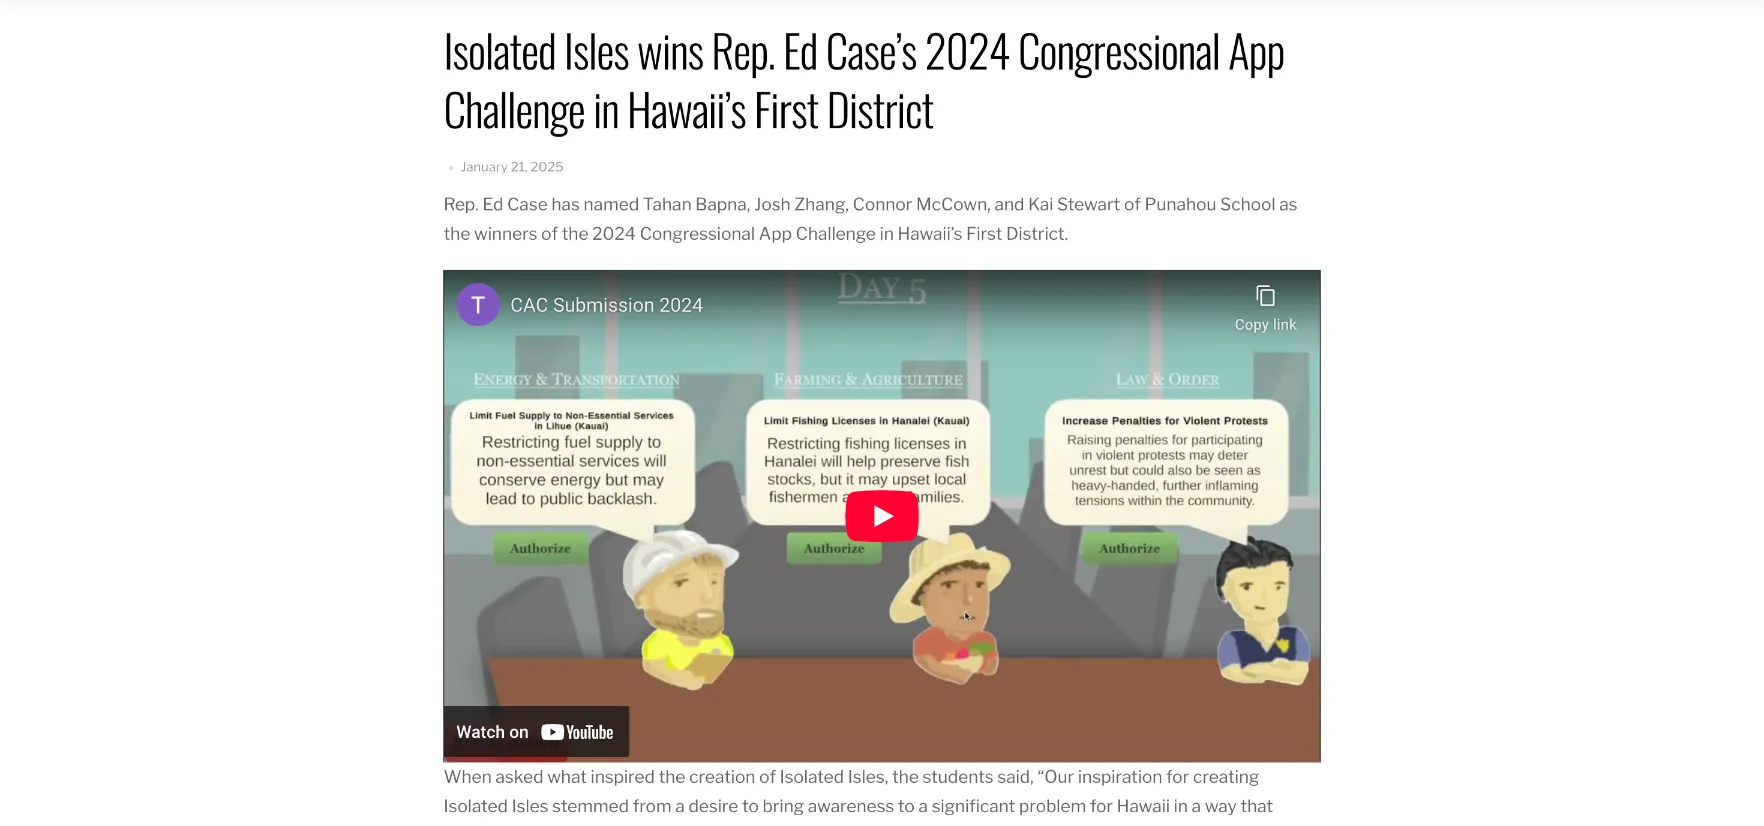 Isolated Isles wins Rep. Ed Case’s 2024 Congressional App
Challenge in Hawaii’s First District
January 21, 2025
Rep. Ed Case has named Tahan Bapna, Josh Zhang, Connor McCown, and Kai Stewart of Punahou School as
the winners of the 2024 Congressional App Challenge in Hawaii’s First District.
DAY 5
T
CAC Submission 2024
Copy link
ENERGY & TRANSPORTATION
Limit Fuel Supply to Non-Essential Services
in Lihue (Kauai)
Restricting fuel supply to
non-essential services will
conserve energy but may
lead to public backlash.
Authorize
FARMING & AGRICULTURE
Limit Fishing Licenses in Hanalei (Kauai)
Restricting fishing licenses in
Hanalei will help preserve fish
stocks, but it may upset local
fishermen
Authorize
LAW & ORDER
Increase Penalties for Violent Protests
Raising penalties for participating
in violent protests may deter
unrest but could also be seen as
heavy-handed, further inflaming
tensions within the community.
Authorize
Watch on YouTube
When asked what inspired the creation of Isolated Isles, the students said, “Our inspiration for creating
Isolated Isles stemmed from a desire to bring awareness to a significant problem for Hawaii in a way that